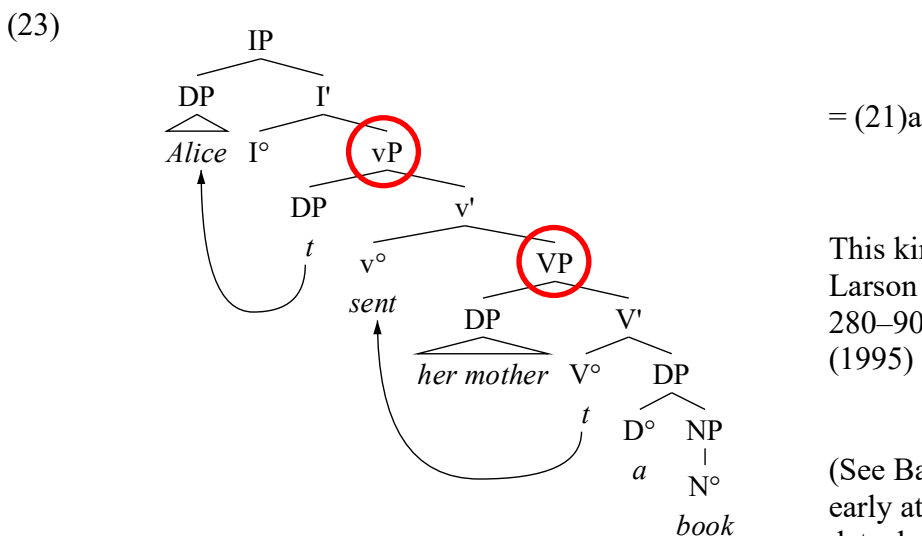 (23)
IP
DP I'
= (21)a
Alice I° vP
DP v'
t v° VP
This kin
Larson
sent
DP V'
280–90
her mother V° DP
(1995)
t D° NP
a N°
(See Ba
early at
book